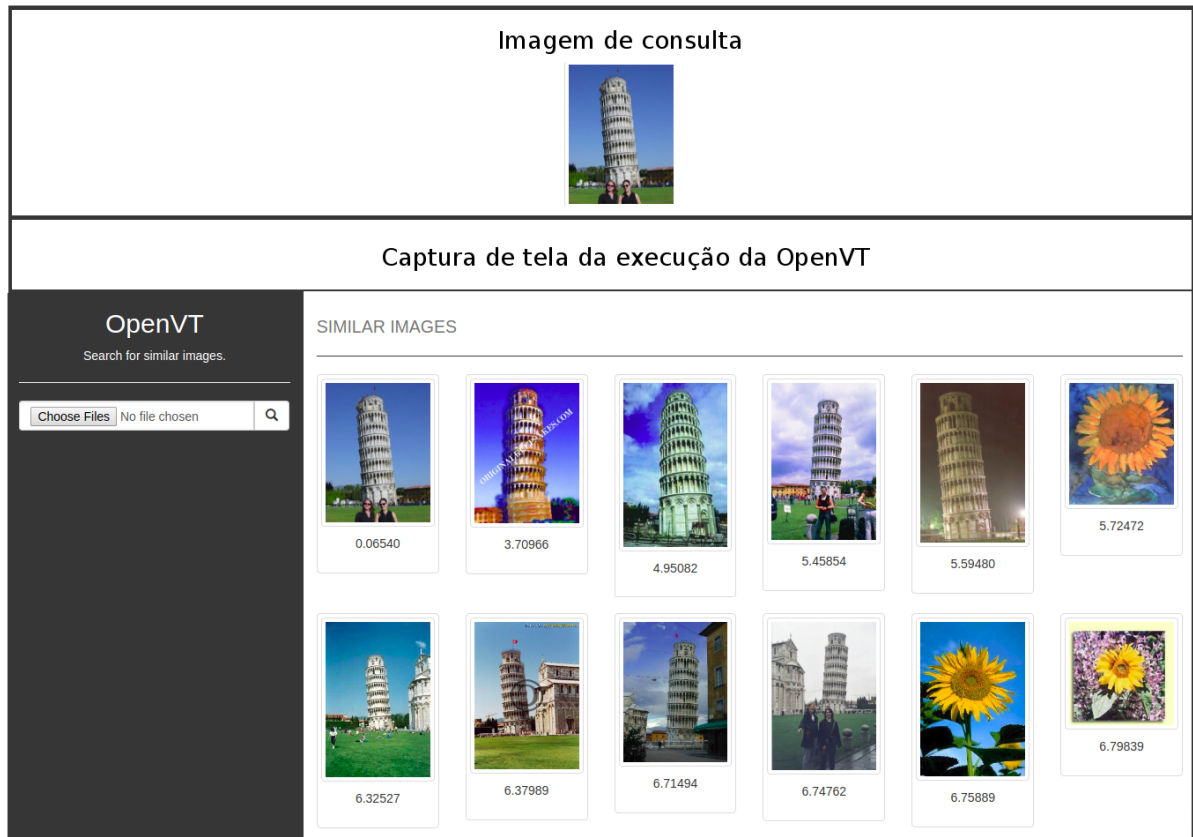 Imagem de consulta
Captura de tela da execução da OpenVT
OpenVT
Search for similar images.
Choose Files No file chosen
SIMILAR IMAGES
0.06540
3.70966
4.95082
5.45854
5.59480
5.72472
6.32527
6.37989
6.71494
6.74762
6.75889
6.79839